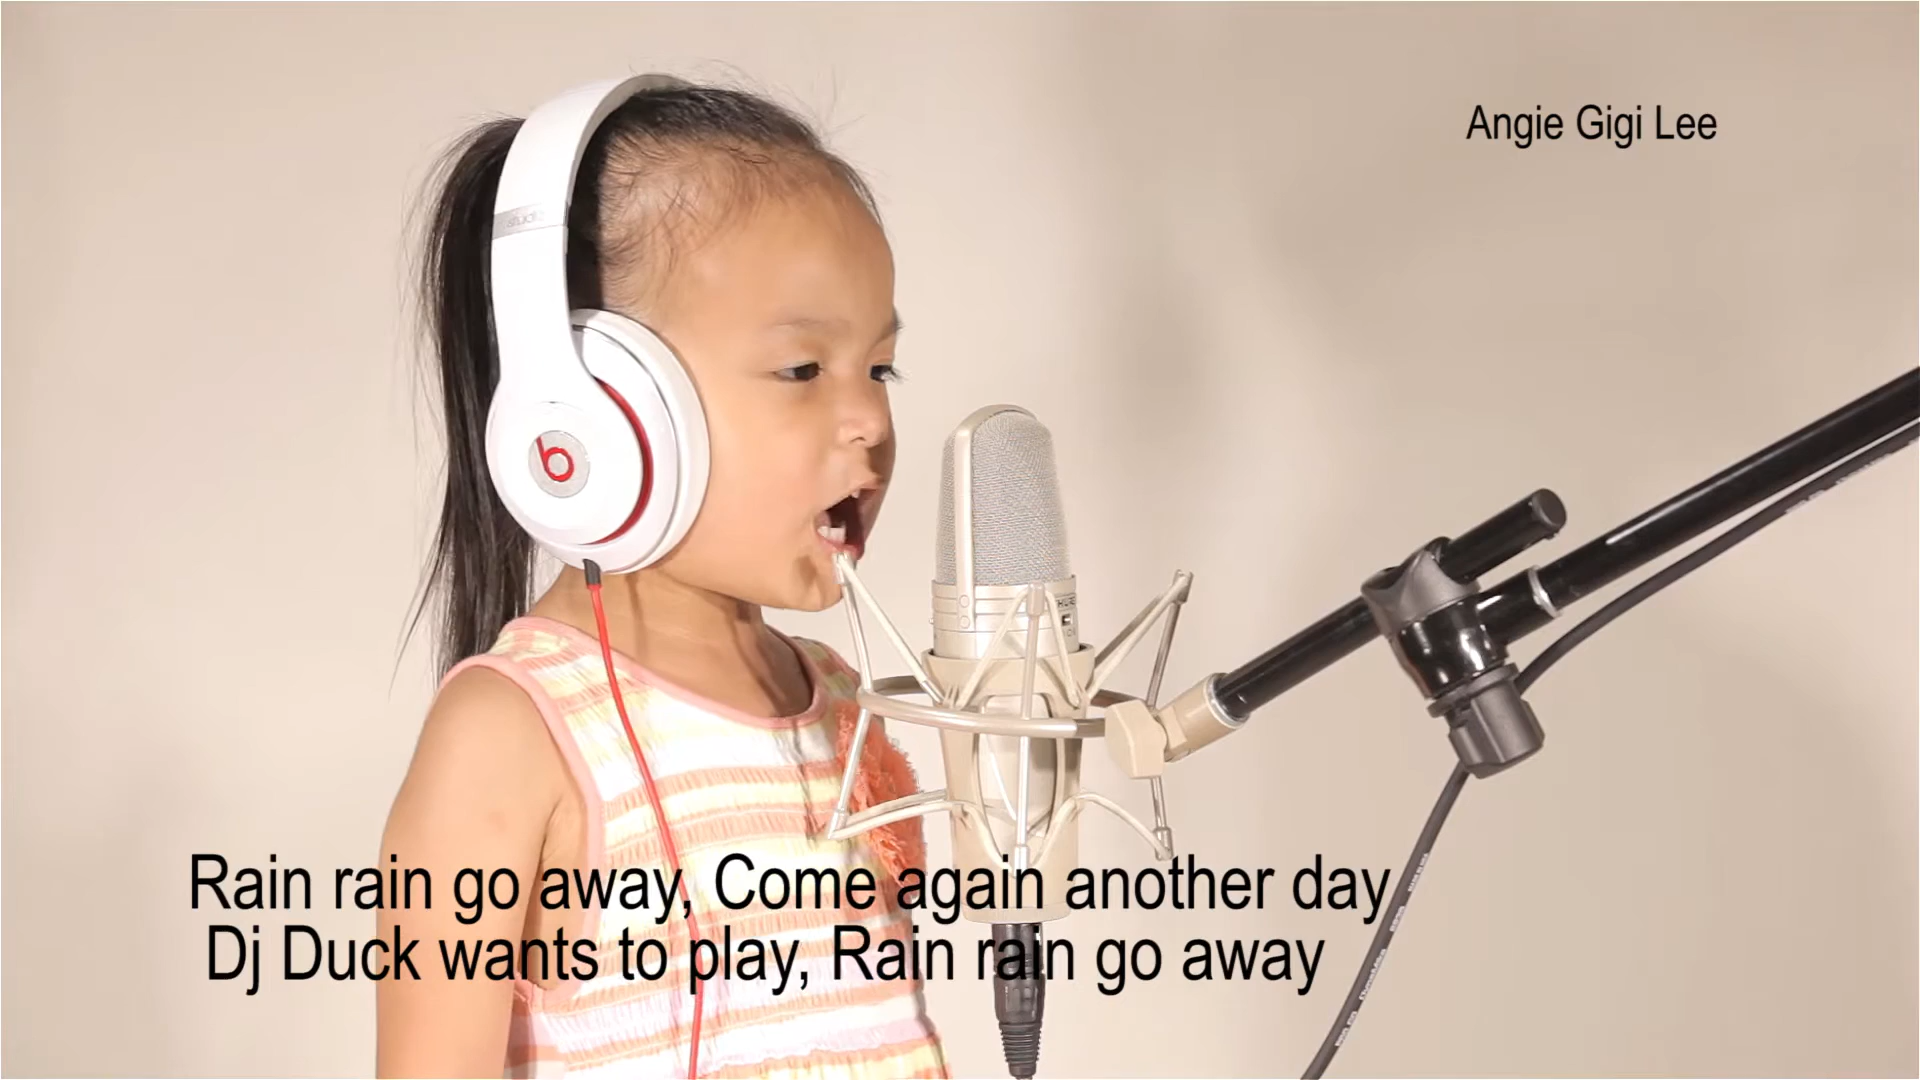 Angie Gigi Lee
studio
b
Rain rain go away, Come again another day
Dj Duck wants to play, Rain rain go away